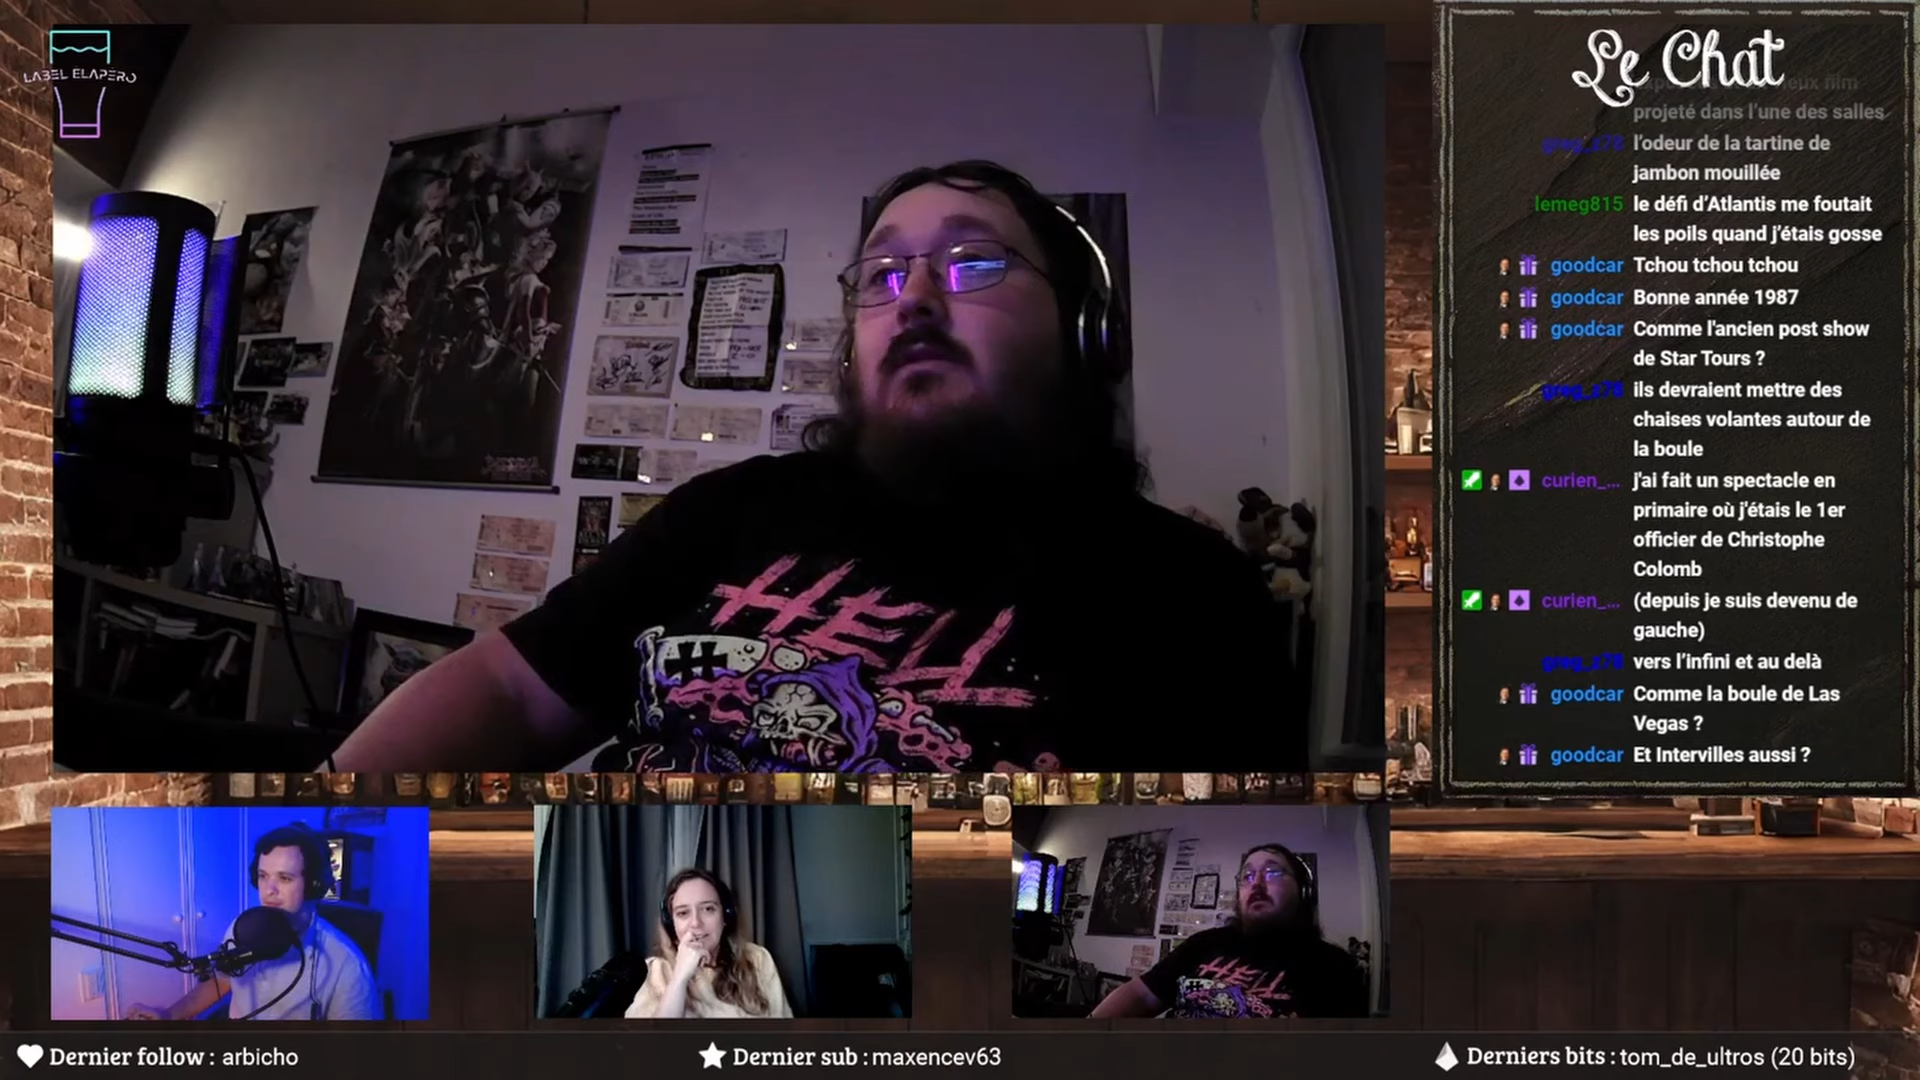 LABEL ELAPÉRO
HELL
HELL
Le Chat
projeté dans l'une des salles
greg_z78 l'odeur de la tartine de
jambon mouillée
lemeg815 le défi d'Atlantis me foutait
les poils quand j'étais gosse
goodcar Tchou tchou tchou
goodcar Bonne année 1987
goodcar Comme l'ancien post show
de Star Tours ?
greg_z78 ils devraient mettre des
chaises volantes autour de
la boule
curien_... j'ai fait un spectacle en
primaire où j'étais le 1er
officier de Christophe
Colomb
curien_... (depuis je suis devenu de
gauche)
greg_z78 vers l'infini et au delà
goodcar Comme la boule de Las
Vegas ?
goodcar Et Intervilles aussi ?
Dernier follow : arbicho
Dernier sub : maxencev63
Derniers bits : tom_de_ultros (20 bits)